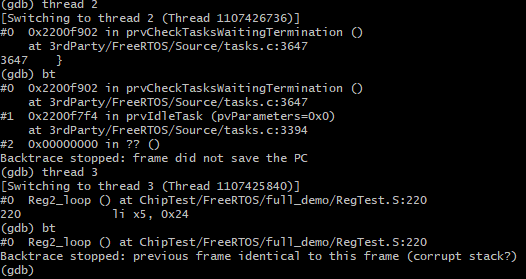 (gdb) thread 2
[Switching to thread 2 (Thread 1107426736)]
#0  0x2200f902 in prvCheckTasksWaitingTermination ()
    at 3rdParty/FreeRTOS/Source/tasks.c:3647
3647    }
(gdb) bt
#0  0x2200f902 in prvCheckTasksWaitingTermination ()
    at 3rdParty/FreeRTOS/Source/tasks.c:3647
#1  0x2200f7f4 in prvIdleTask (pvParameters=0x0)
    at 3rdParty/FreeRTOS/Source/tasks.c:3394
#2  0x00000000 in ?? ()
Backtrace stopped: frame did not save the PC
(gdb) thread 3
[Switching to thread 3 (Thread 1107425840)]
#0  Reg2_loop () at ChipTest/FreeRTOS/full_demo/RegTest.S:220
220             li x5, 0x24
(gdb) bt
#0  Reg2_loop () at ChipTest/FreeRTOS/full_demo/RegTest.S:220
Backtrace stopped: previous frame identical to this frame (corrupt stack?)
(gdb)